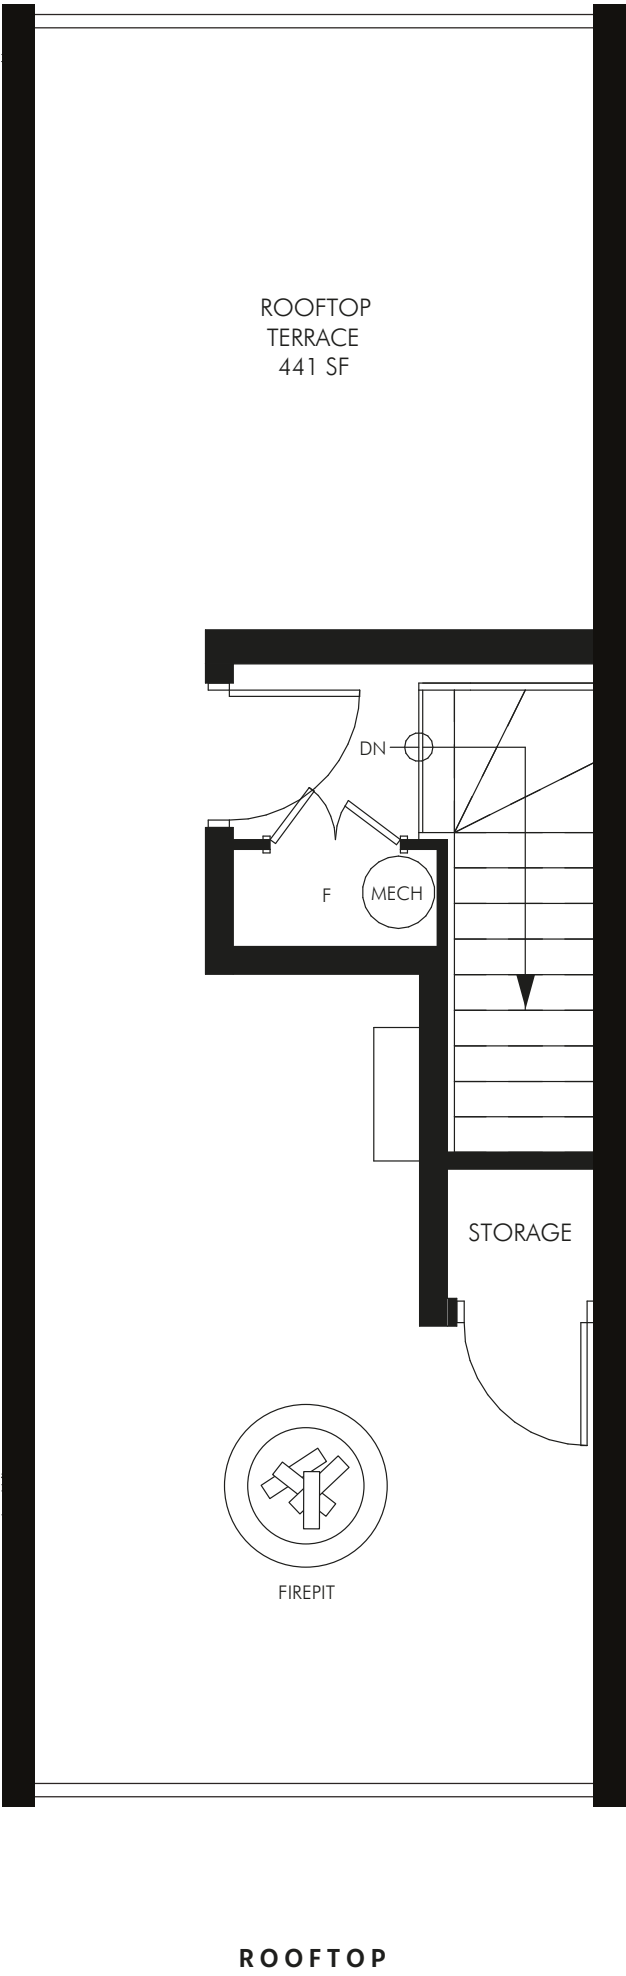 ROOFTOP
TERRACE
441 SF
DN
F
MECH
STORAGE
FIREPIT
ROOFTOP